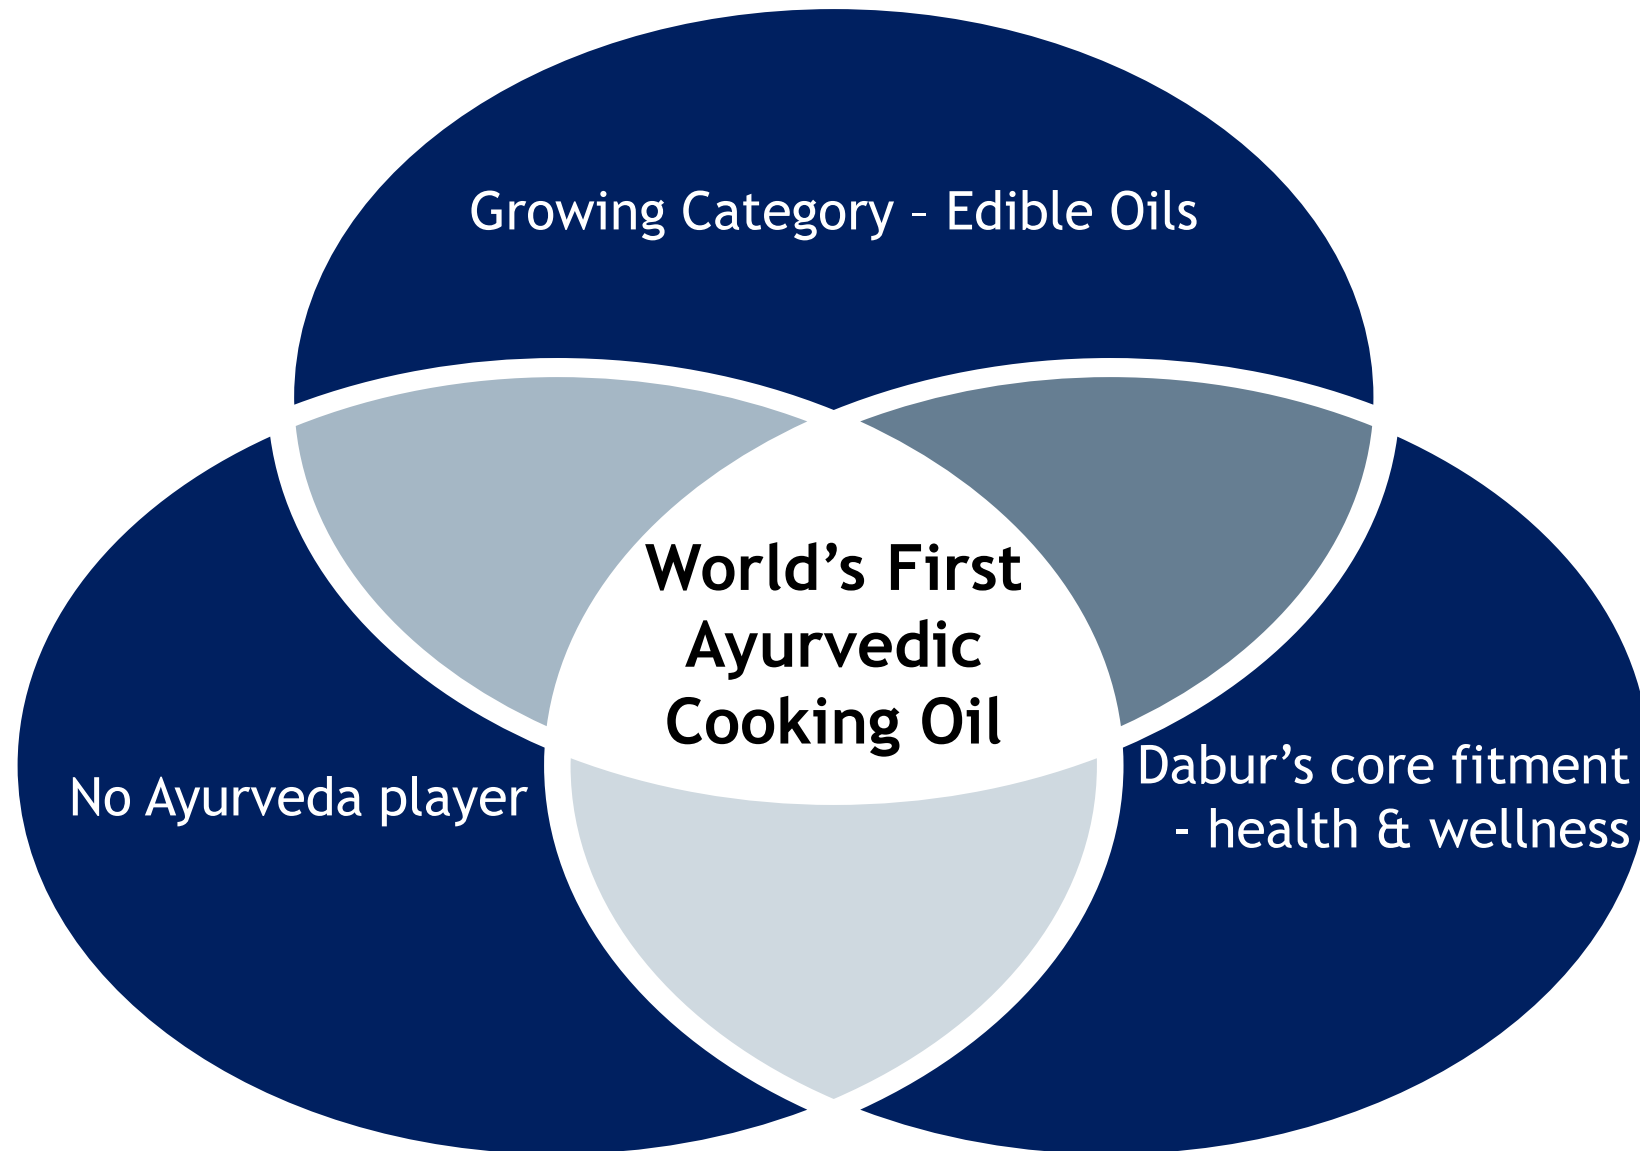 Growing Category – Edible Oils
World’s First
Ayurvedic
Cooking Oil
No Ayurveda player
Dabur’s core fitment
- health & wellness